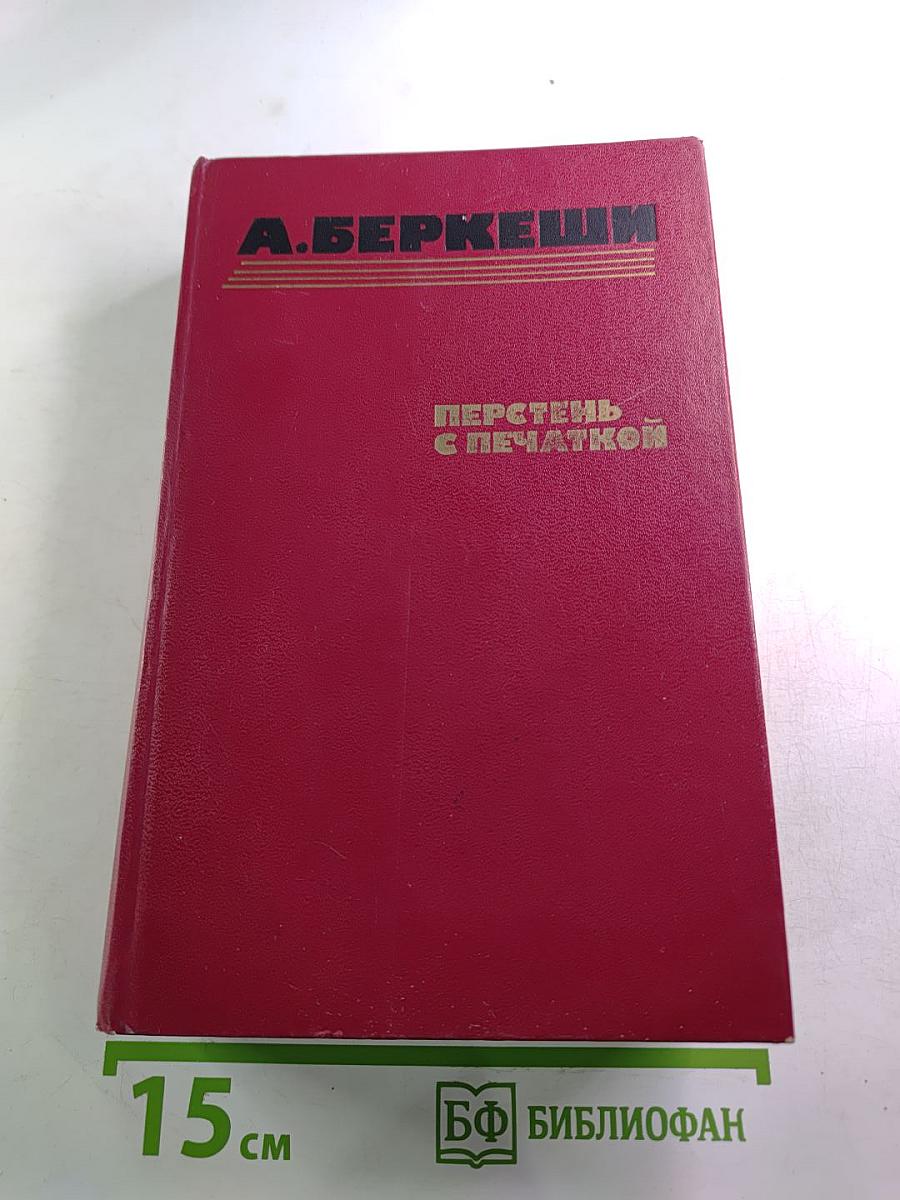 А.БЕРКЕШИ
ПЕРСТЕНЬ
С ПЕЧАТКОЙ
15 см
БФ БИБЛИОФАН